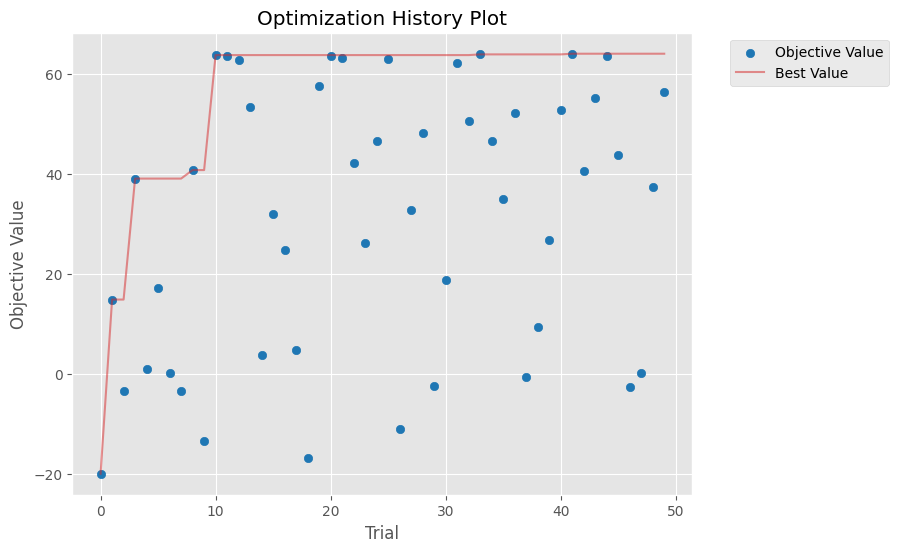 Optimization History Plot
Objective Value
Best Value
Objective Value
60
40
20
0
−20
0 10 20 30 40 50
Trial